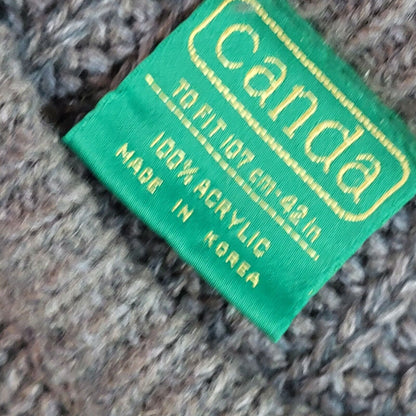 canda
TO FIT 107 cm·42 in
100% ACRYLIC
MADE IN KOREA